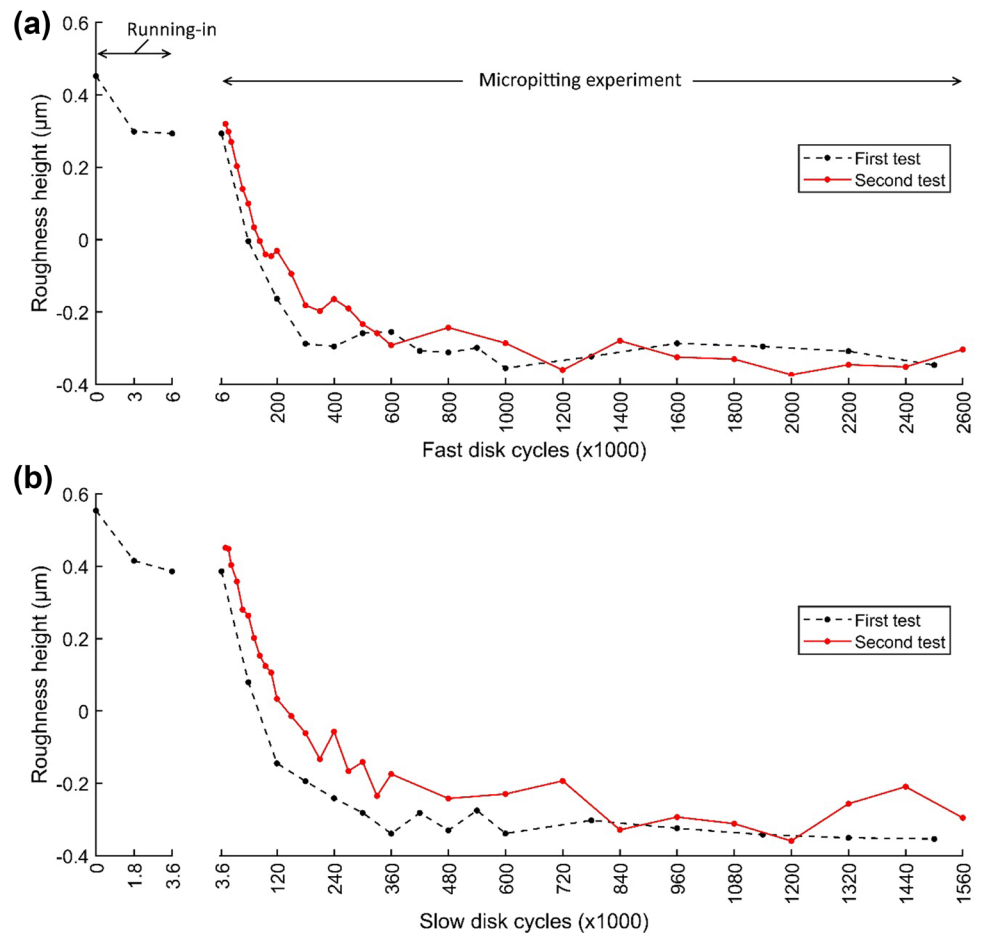 (a)
Running-in
Micropitting experiment
Roughness height (μm)
0.6
0.4
0.2
0
-0.2
-0.4
First test
Second test
0 3 6 6 200 400 600 800 1000 1200 1400 1600 1800 2000 2200 2400 2600
Fast disk cycles (x1000)
(b)
Roughness height (μm)
0.6
0.4
0.2
0
-0.2
-0.4
First test
Second test
0 1.8 3.6 3.6 120 240 360 480 600 720 840 960 1080 1200 1320 1440 1560
Slow disk cycles (x1000)